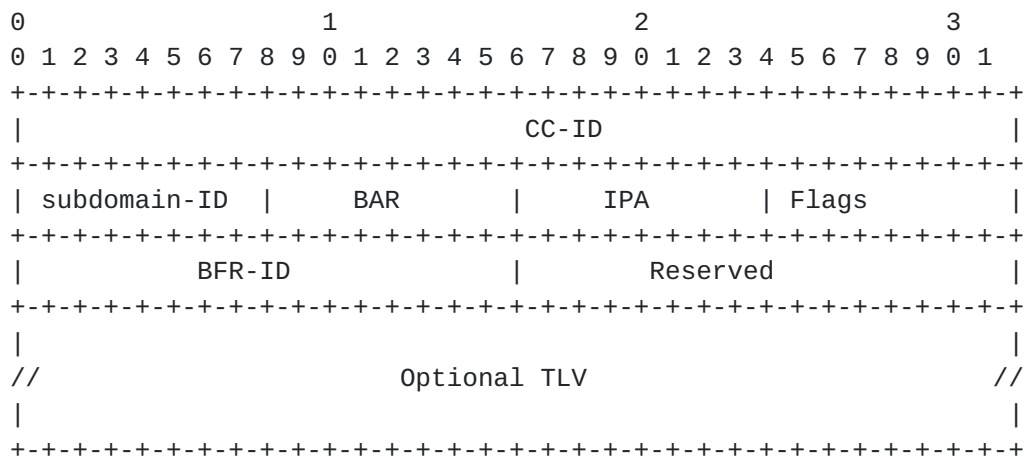 0                   1                   2                   3
0 1 2 3 4 5 6 7 8 9 0 1 2 3 4 5 6 7 8 9 0 1 2 3 4 5 6 7 8 9 0 1
+-+-+-+-+-+-+-+-+-+-+-+-+-+-+-+-+-+-+-+-+-+-+-+-+-+-+-+-+-+-+-+-+
|                                CC-ID                          |
+-+-+-+-+-+-+-+-+-+-+-+-+-+-+-+-+-+-+-+-+-+-+-+-+-+-+-+-+-+-+-+-+
| subdomain-ID  |     BAR       |     IPA       | Flags         |
+-+-+-+-+-+-+-+-+-+-+-+-+-+-+-+-+-+-+-+-+-+-+-+-+-+-+-+-+-+-+-+-+
|           BFR-ID              |        Reserved               |
+-+-+-+-+-+-+-+-+-+-+-+-+-+-+-+-+-+-+-+-+-+-+-+-+-+-+-+-+-+-+-+-+
|                                                               |
//                       Optional TLV                          //
|                                                               |
+-+-+-+-+-+-+-+-+-+-+-+-+-+-+-+-+-+-+-+-+-+-+-+-+-+-+-+-+-+-+-+-+